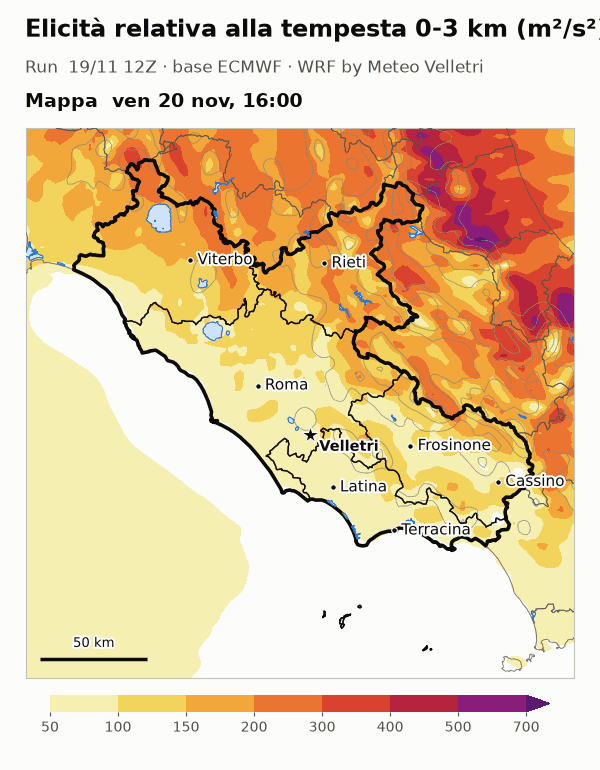 Elicità relativa alla tempesta 0-3 km (m²/s²)
Run 19/11 12Z · base ECMWF · WRF by Meteo Velletri
Mappa ven 20 nov, 16:00
Viterbo
Rieti
Roma
Velletri
Frosinone
Latina
Cassino
Terracina
50 km
50 100 150 200 300 400 500 700